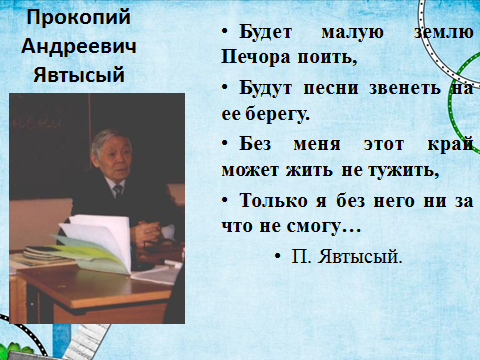 Прокопий
Андреевич
Явтысый
• Будет малую землю
Печора поить,
• Будут песни звенеть на
ее берегу.
• Без меня этот край
может жить не тужить,
• Только я без него ни за
что не смогу…
• П. Явтысый.